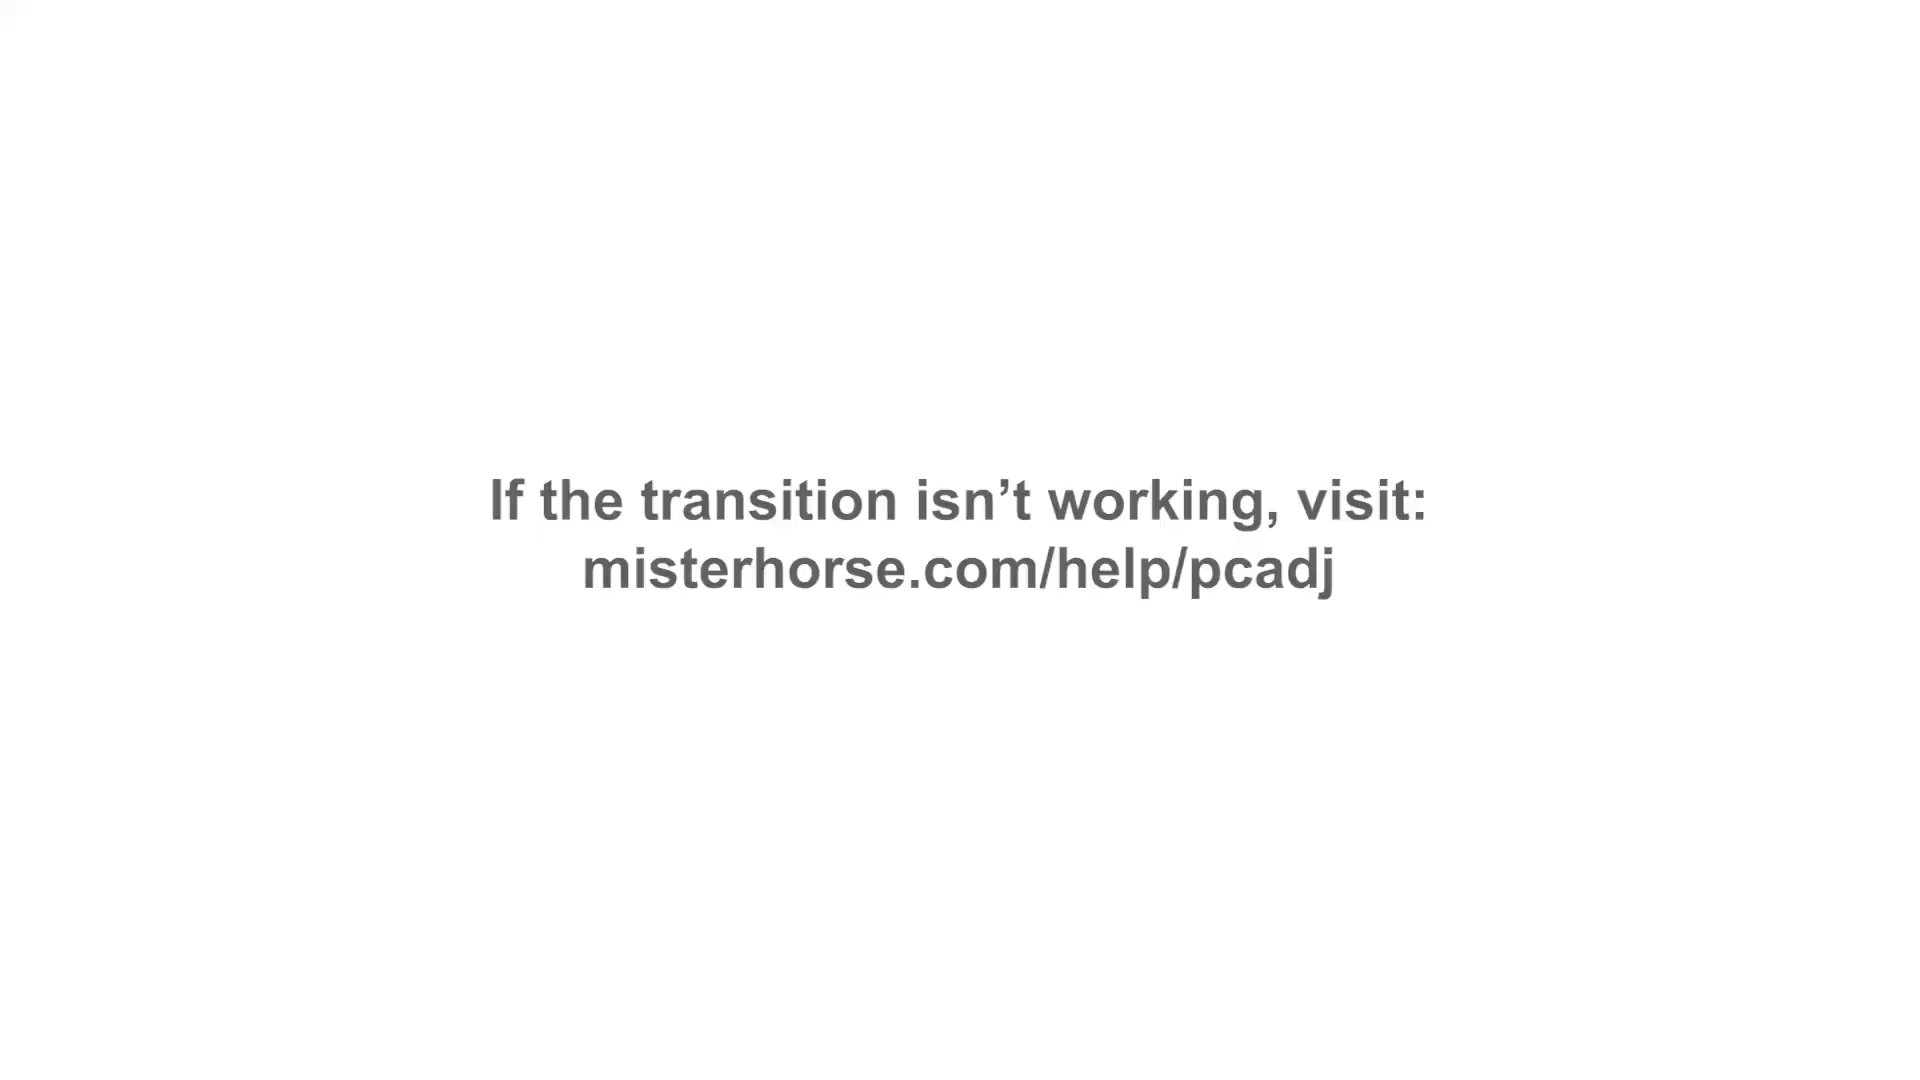 If the transition isn’t working, visit:
misterhorse.com/help/pcadj